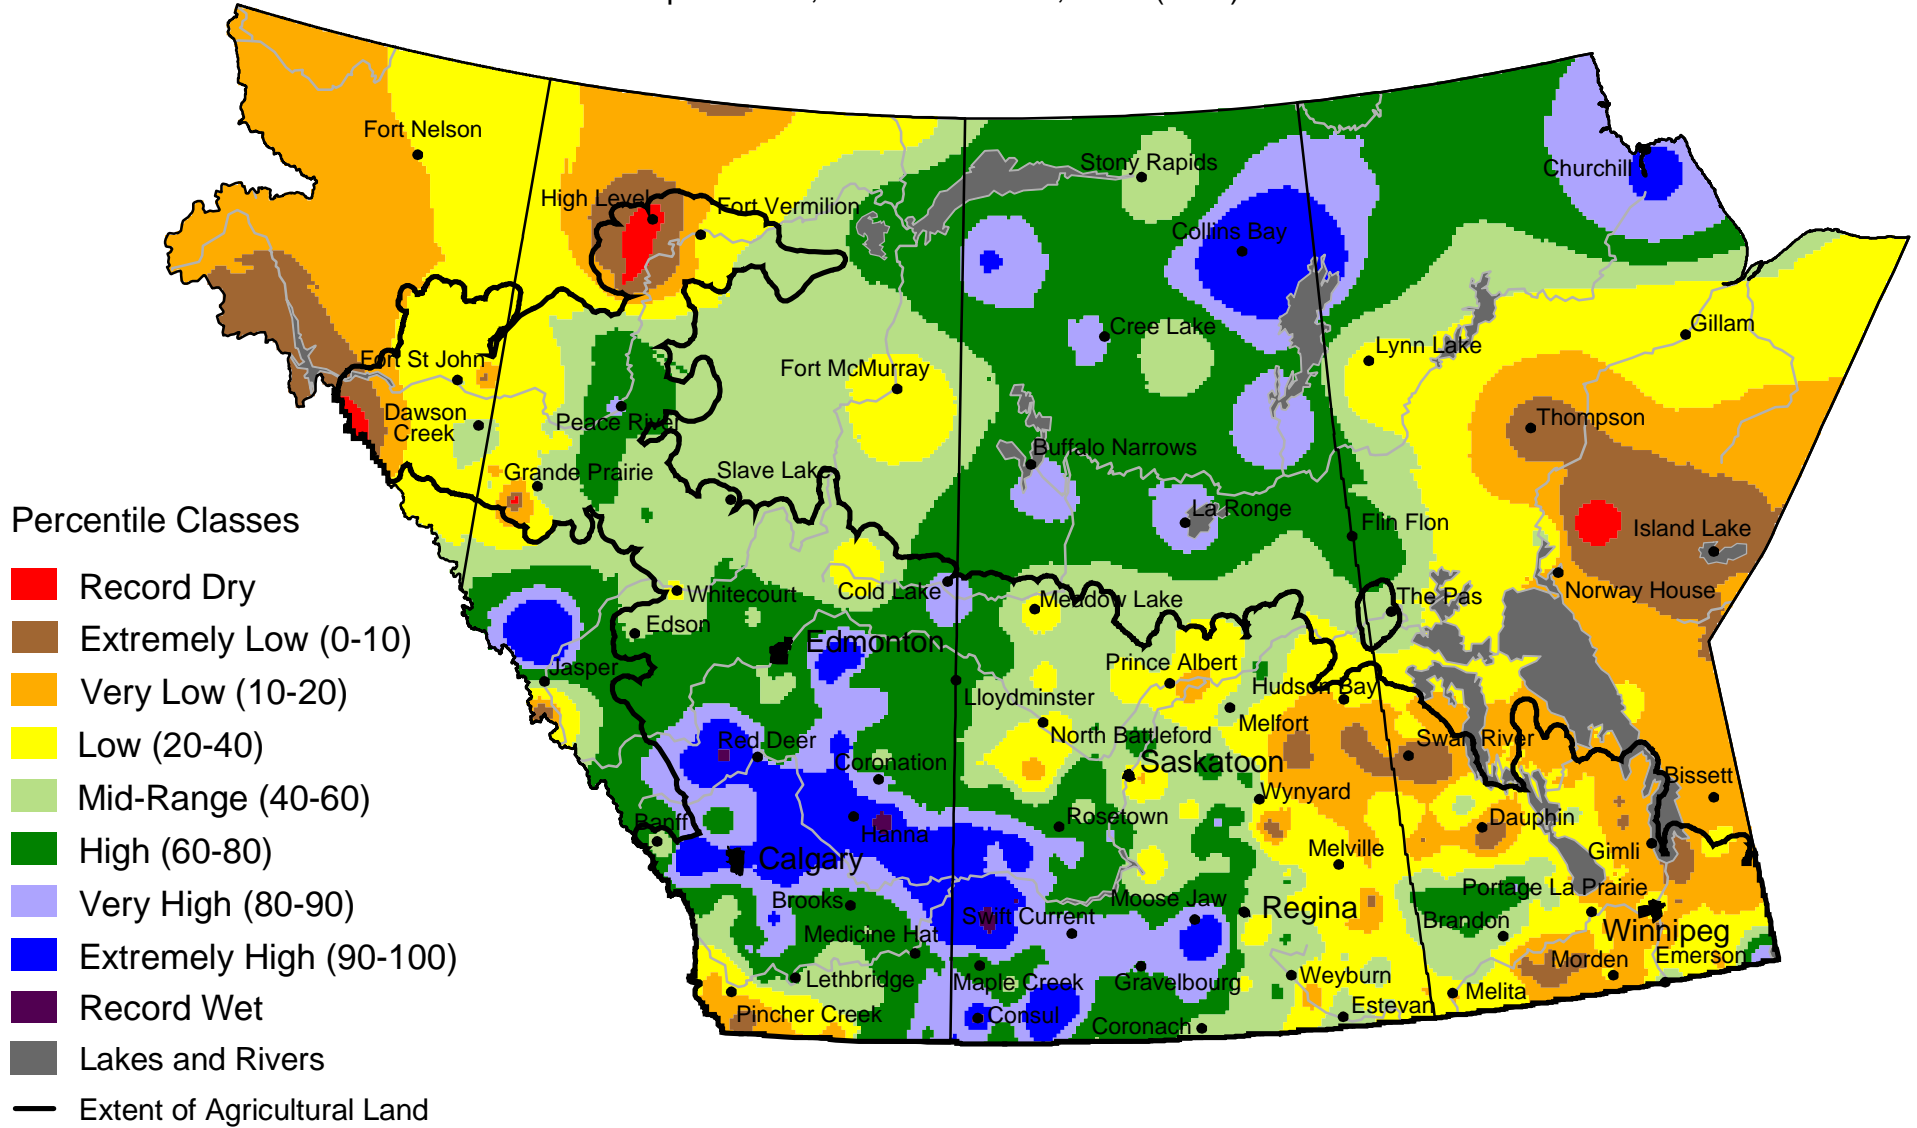 Fort Nelson
Stony Rapids
Churchill
High Level
Fort Vermilion
Collins Bay
Gillam
Cree Lake
Lynn Lake
Fort St John
Fort McMurray
Dawson
Creek
Peace River
Thompson
Buffalo Narrows
Grande Prairie
Slave Lake
La Ronge
Flin Flon
Island Lake
Whitecourt
Cold Lake
Meadow Lake
The Pas
Norway House
Edson
Edmonton
Jasper
Prince Albert
Lloydminster
Hudson Bay
Melfort
North Battleford
Red Deer
Swan River
Coronation
Saskatoon
Bissett
Wynyard
Banff
Hanna
Rosetown
Dauphin
Calgary
Melville
Gimli
Portage La Prairie
Brooks
Moose Jaw
Regina
Swift Current
Brandon
Winnipeg
Medicine Hat
Morden
Emerson
Lethbridge
Maple Creek
Gravelbourg
Weyburn
Melita
Estevan
Pincher Creek
Consul
Coronach
Percentile Classes
Record Dry
Extremely Low (0-10)
Very Low (10-20)
Low (20-40)
Mid-Range (40-60)
High (60-80)
Very High (80-90)
Extremely High (90-100)
Record Wet
Lakes and Rivers
Extent of Agricultural Land